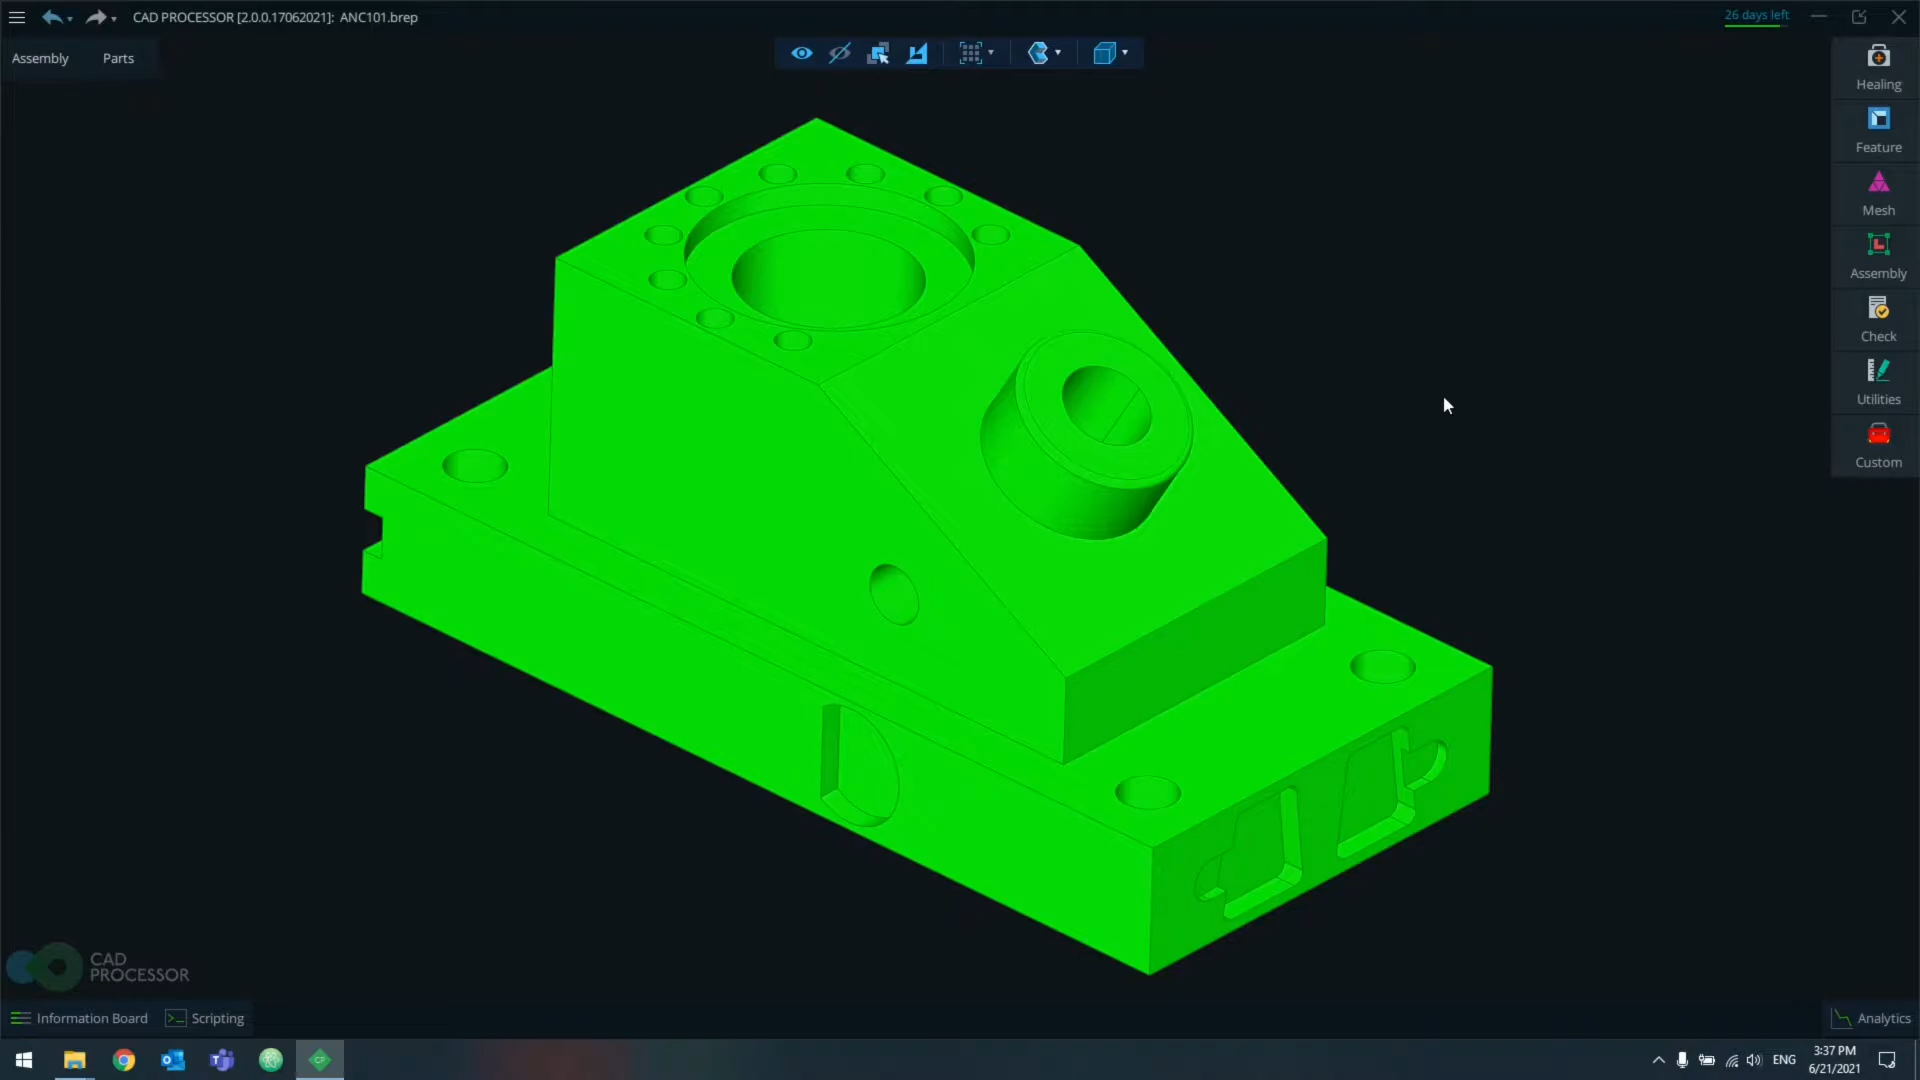 CAD PROCESSOR [2.0.0.17062021]: ANC101.brep
26 days left
Assembly
Parts
Healing
Feature
Mesh
Assembly
Check
Utilities
Custom
CAD
PROCESSOR
Information Board
Scripting
Analytics
CP
ENG
3:37 PM
6/21/2021